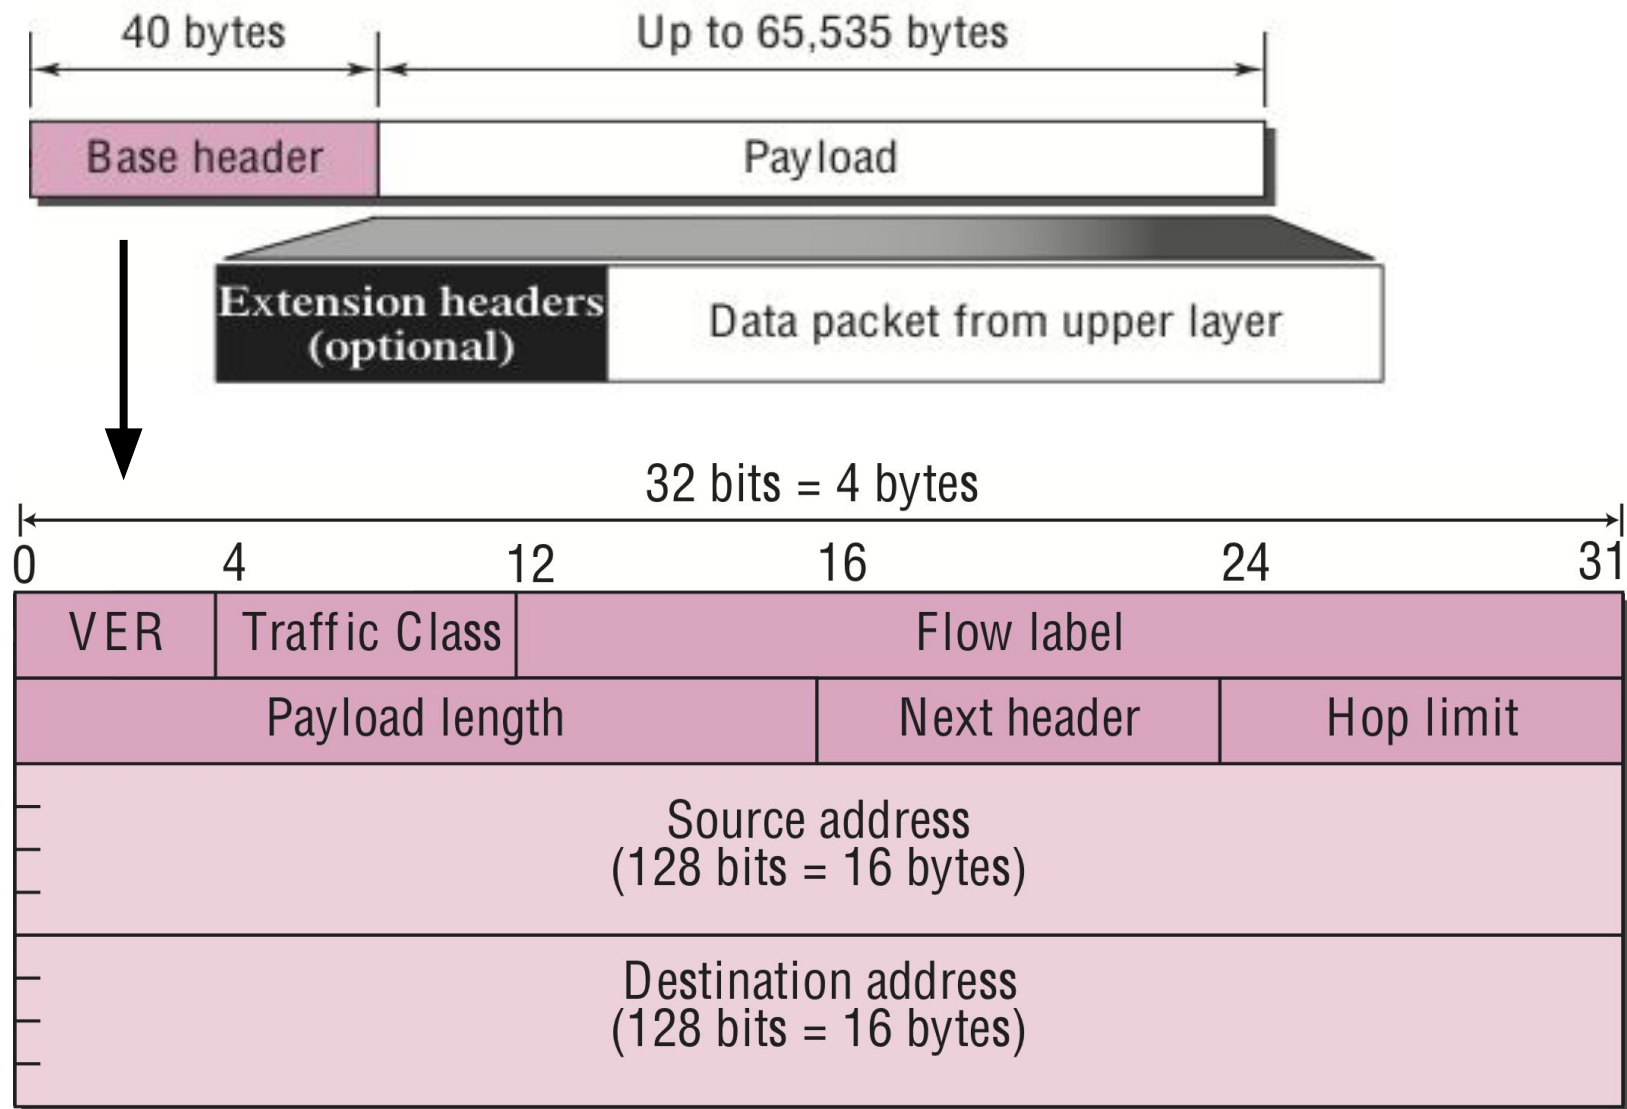 40 bytes
Up to 65,535 bytes
Base header
Payload
Extension headers
(optional)
Data packet from upper layer
32 bits = 4 bytes
0 4 12 16 24 31
VER Traffic Class Flow label
Payload length Next header Hop limit
Source address
(128 bits = 16 bytes)
Destination address
(128 bits = 16 bytes)